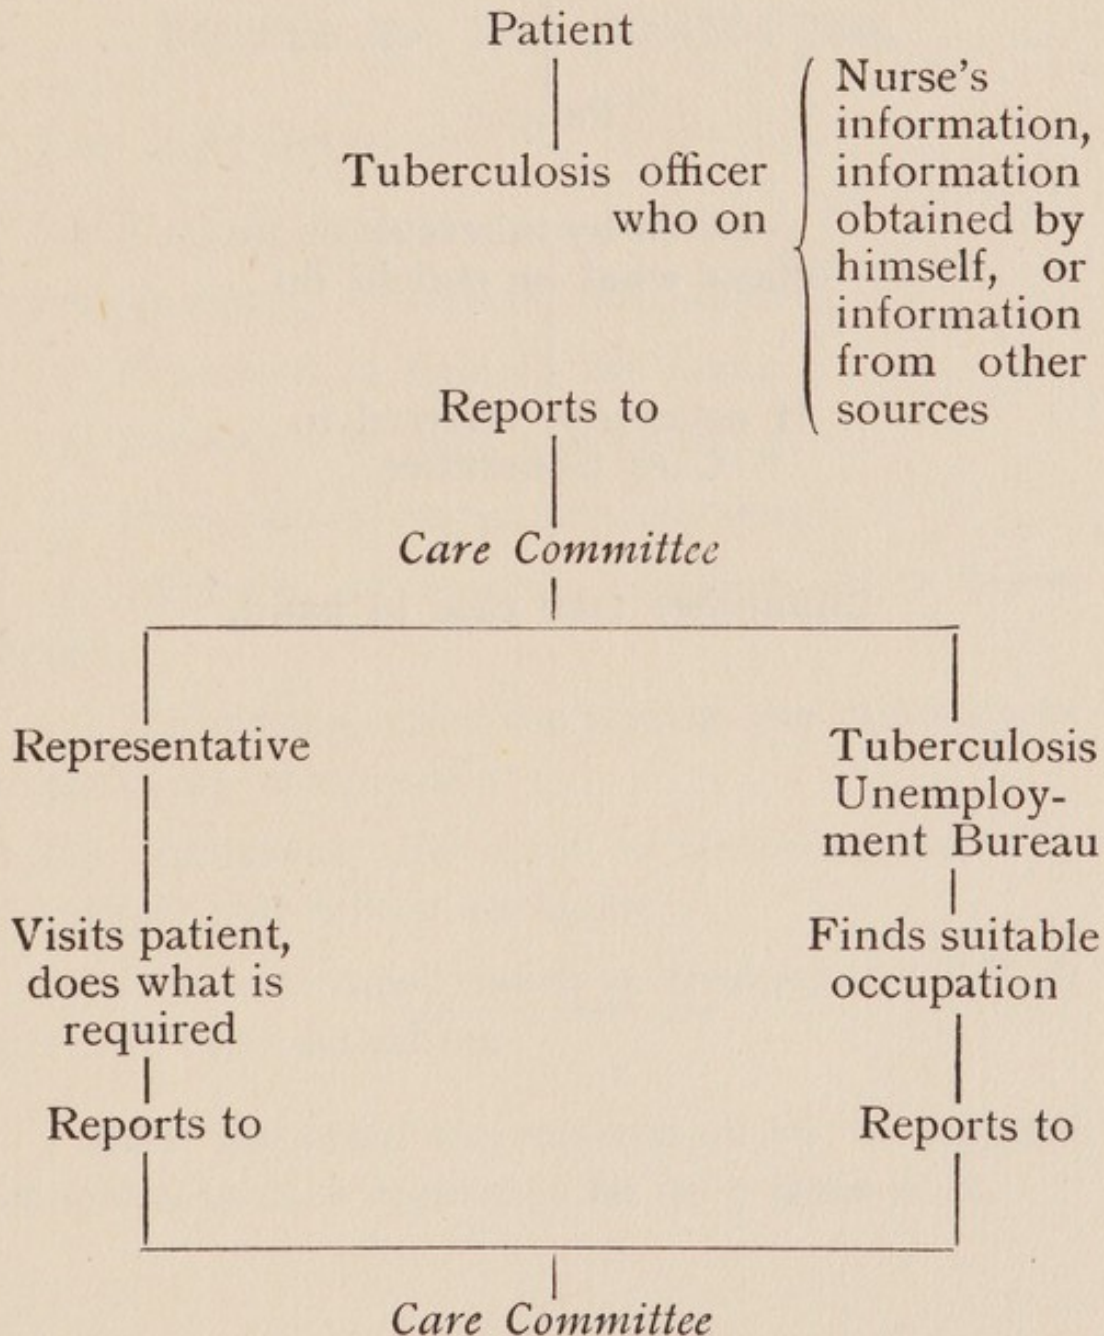 Patient
Tuberculosis officer
who on
Nurse's
information,
information
obtained by
himself, or
information
from other
sources
Reports to
Care Committee
Representative
Visits patient,
does what is
required
Reports to
Tuberculosis
Unemploy-
ment Bureau
Finds suitable
occupation
Reports to
Care Committee